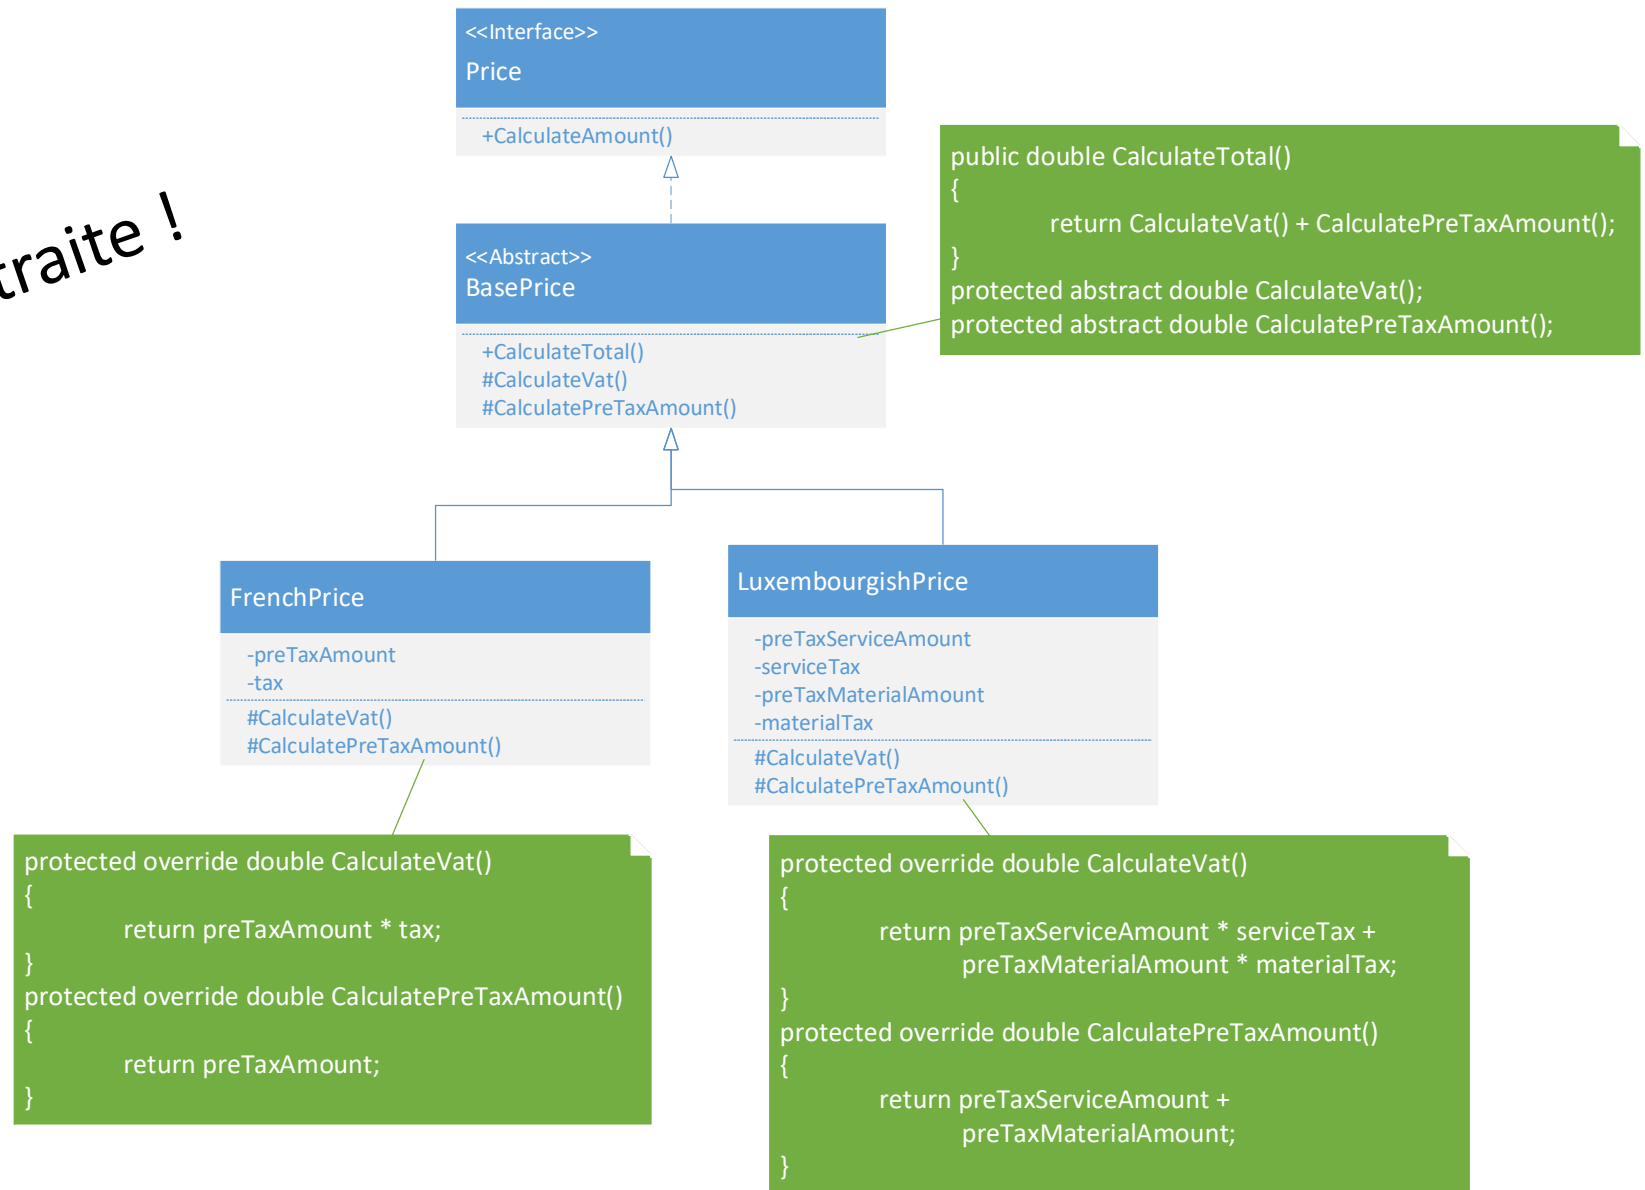 <<Interface>>
Price
+CalculateAmount()
traite !
<<Abstract>>
BasePrice
+CalculateTotal()
#CalculateVat()
#CalculatePreTaxAmount()
public double CalculateTotal()
{
return CalculateVat() + CalculatePreTaxAmount();
}
protected abstract double CalculateVat();
protected abstract double CalculatePreTaxAmount();
FrenchPrice
-preTaxAmount
-tax
#CalculateVat()
#CalculatePreTaxAmount()
LuxembourgishPrice
-preTaxServiceAmount
-serviceTax
-preTaxMaterialAmount
-materialTax
#CalculateVat()
#CalculatePreTaxAmount()
protected override double CalculateVat()
{
return preTaxAmount * tax;
}
protected override double CalculatePreTaxAmount()
{
return preTaxAmount;
}
protected override double CalculateVat()
{
return preTaxServiceAmount * serviceTax +
preTaxMaterialAmount * materialTax;
}
protected override double CalculatePreTaxAmount()
{
return preTaxServiceAmount +
preTaxMaterialAmount;
}